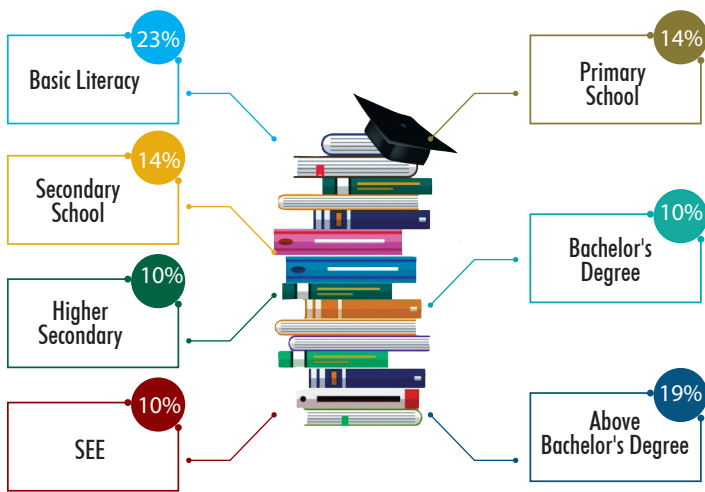 23%
Basic Literacy
14%
Secondary
School
10%
Higher
Secondary
10%
SEE
14%
Primary
School
10%
Bachelor's
Degree
19%
Above
Bachelor's Degree